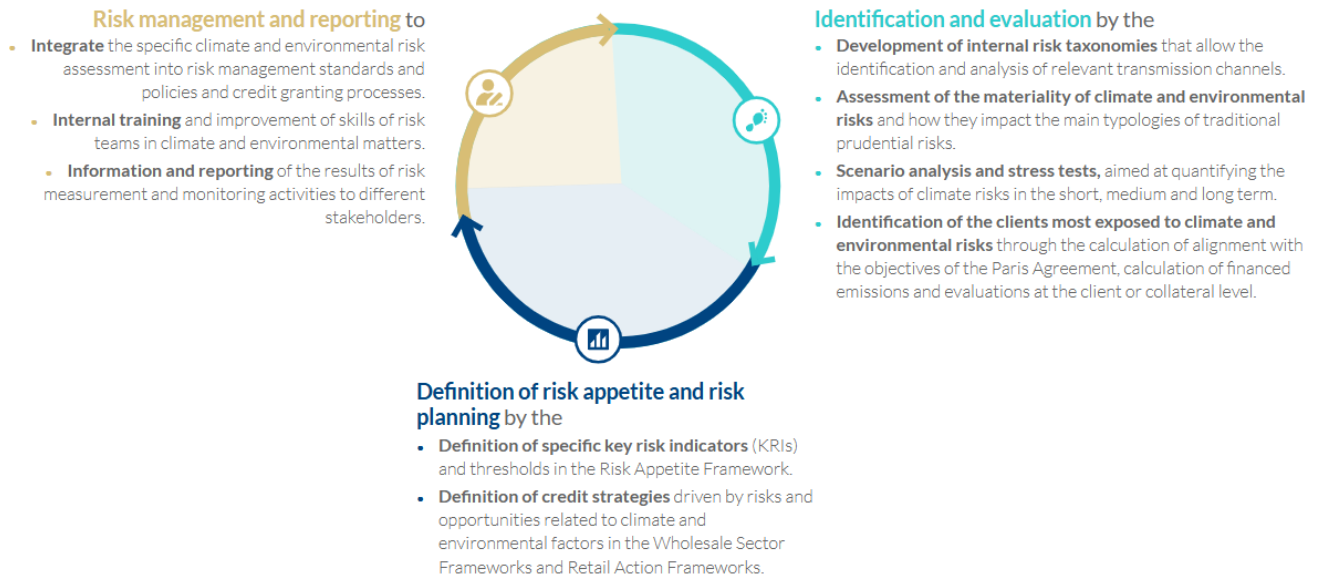 Risk management and reporting to
• Integrate the specific climate and environmental risk
assessment into risk management standards and
policies and credit granting processes.
• Internal training and improvement of skills of risk
teams in climate and environmental matters.
• Information and reporting of the results of risk
measurement and monitoring activities to different
stakeholders.
Identification and evaluation by the
• Development of internal risk taxonomies that allow the
identification and analysis of relevant transmission channels.
• Assessment of the materiality of climate and environmental
risks and how they impact the main typologies of traditional
prudential risks.
• Scenario analysis and stress tests, aimed at quantifying the
impacts of climate risks in the short, medium and long term.
• Identification of the clients most exposed to climate and
environmental risks through the calculation of alignment with
the objectives of the Paris Agreement, calculation of financed
emissions and evaluations at the client or collateral level.
Definition of risk appetite and risk
planning by the
• Definition of specific key risk indicators (KRIs)
and thresholds in the Risk Appetite Framework.
• Definition of credit strategies driven by risks and
opportunities related to climate and
environmental factors in the Wholesale Sector
Frameworks and Retail Action Frameworks.